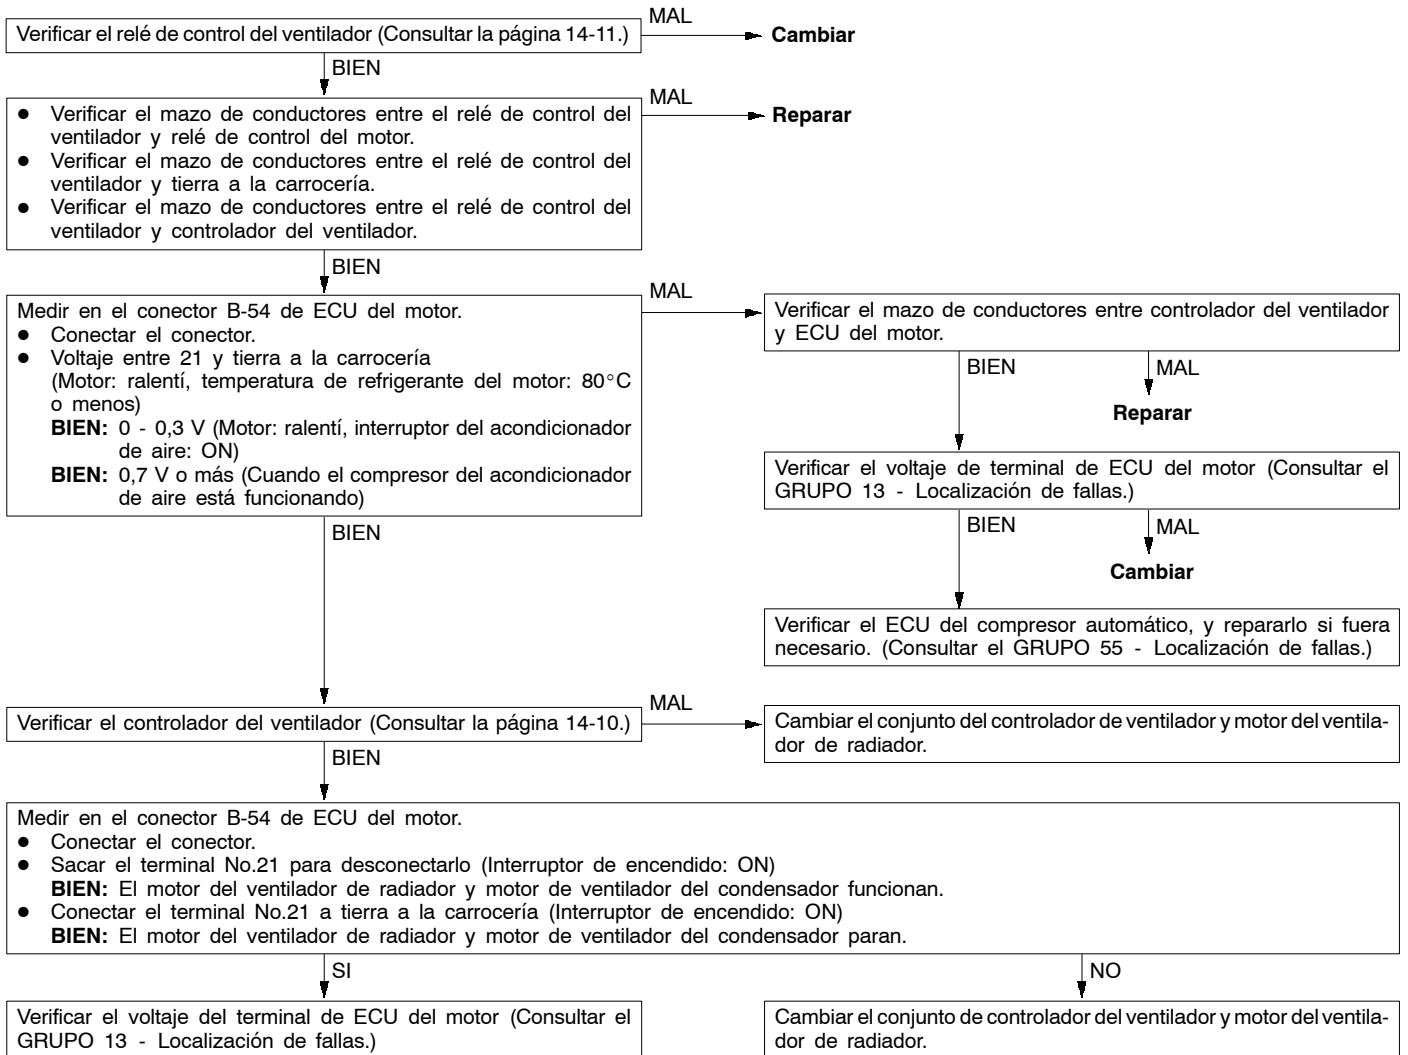 MAL
Verificar el relé de control del ventilador (Consultar la página 14-11.)
Cambiar
BIEN
MAL
● Verificar el mazo de conductores entre el relé de control del
ventilador y relé de control del motor.
● Verificar el mazo de conductores entre el relé de control del
ventilador y tierra a la carrocería.
● Verificar el mazo de conductores entre el relé de control del
ventilador y controlador del ventilador.
Reparar
BIEN
MAL
Medir en el conector B-54 de ECU del motor.
● Conectar el conector.
● Voltaje entre 21 y tierra a la carrocería
(Motor: ralentí, temperatura de refrigerante del motor: 80°C
o menos)
BIEN: 0 - 0,3 V (Motor: ralentí, interruptor del acondicionador
de aire: ON)
BIEN: 0,7 V o más (Cuando el compresor del acondicionador
de aire está funcionando)
Verificar el mazo de conductores entre controlador del ventilador
y ECU del motor.
BIEN
MAL
Reparar
Verificar el voltaje de terminal de ECU del motor (Consultar el
GRUPO 13 - Localización de fallas.)
BIEN
MAL
Cambiar
Verificar el ECU del compresor automático, y repararlo si fuera
necesario. (Consultar el GRUPO 55 - Localización de fallas.)
BIEN
Verificar el controlador del ventilador (Consultar la página 14-10.)
MAL
Cambiar el conjunto del controlador de ventilador y motor del ventila-
dor de radiador.
BIEN
Medir en el conector B-54 de ECU del motor.
● Conectar el conector.
● Sacar el terminal No.21 para desconectarlo (Interruptor de encendido: ON)
BIEN: El motor del ventilador de radiador y motor de ventilador del condensador funcionan.
● Conectar el terminal No.21 a tierra a la carrocería (Interruptor de encendido: ON)
BIEN: El motor del ventilador de radiador y motor de ventilador del condensador paran.
SI
NO
Verificar el voltaje del terminal de ECU del motor (Consultar el
GRUPO 13 - Localización de fallas.)
Cambiar el conjunto de controlador del ventilador y motor del ventila-
dor de radiador.